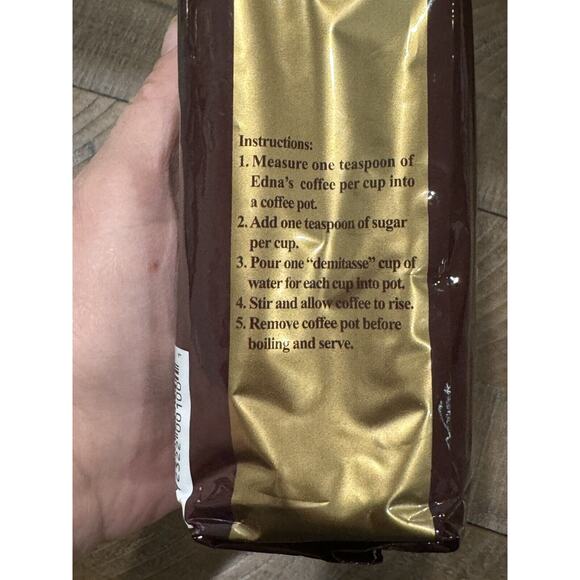 Instructions:
1. Measure one teaspoon of
Edna's coffee per cup into
a coffee pot.
2. Add one teaspoon of sugar
per cup.
3. Pour one “demitasse” cup of
water for each cup into pot.
4. Stir and allow coffee to rise.
5. Remove coffee pot before
boiling and serve.